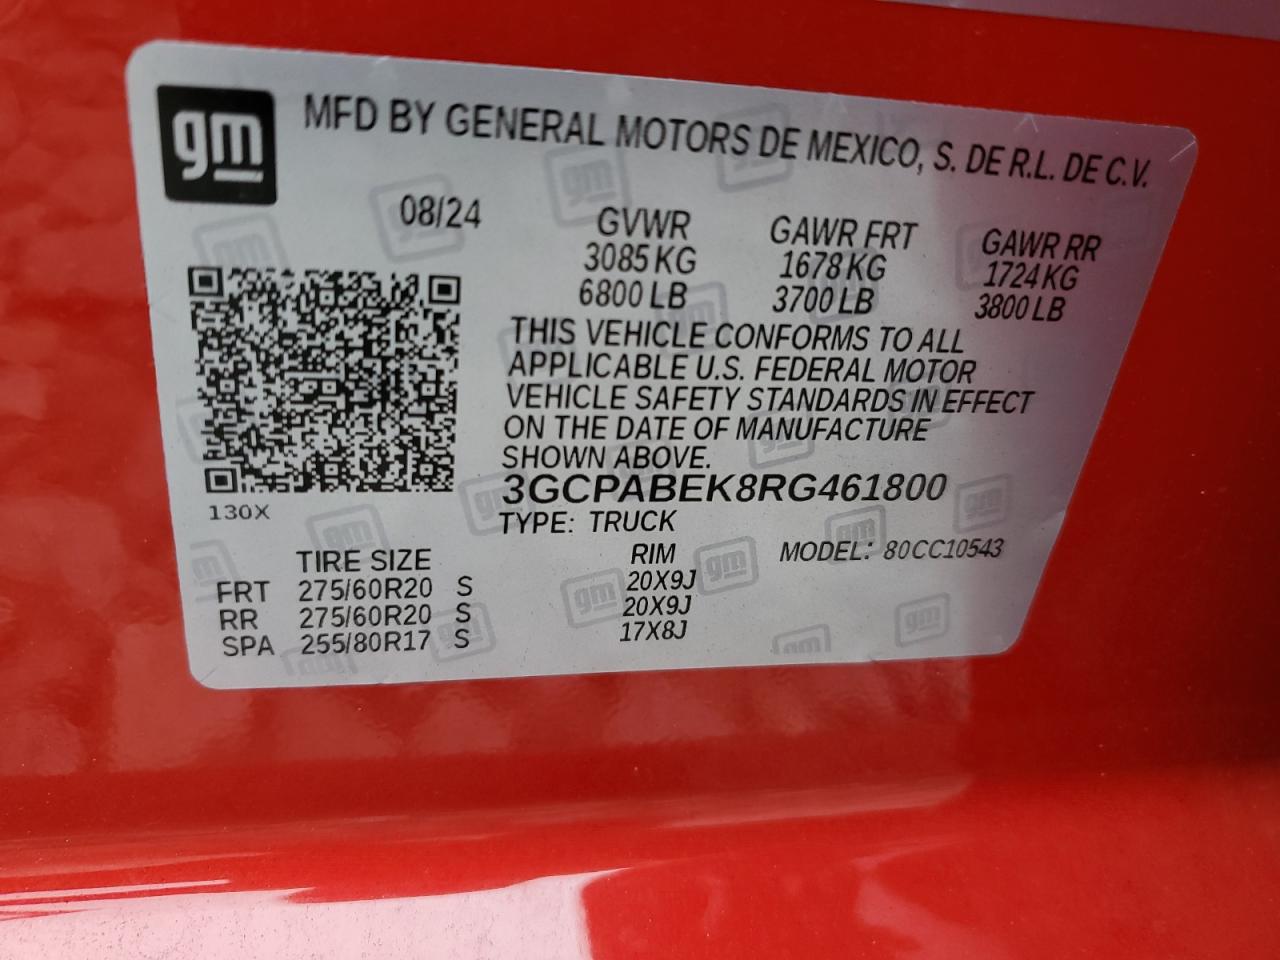 gm
MFD BY GENERAL MOTORS DE MEXICO, S. DE R.L. DE C.V.
08/24 GVWR GAWR FRT GAWR RR
3085 KG 1678 KG 1724 KG
6800 LB 3700 LB 3800 LB
THIS VEHICLE CONFORMS TO ALL
APPLICABLE U.S. FEDERAL MOTOR
VEHICLE SAFETY STANDARDS IN EFFECT
ON THE DATE OF MANUFACTURE
SHOWN ABOVE.
3GCPABEK8RG461800
130X
TYPE: TRUCK
TIRE SIZE RIM MODEL: 80CC10543
FRT 275/60R20 S 20X9J
RR 275/60R20 S 20X9J
SPA 255/80R17 S 17X8J